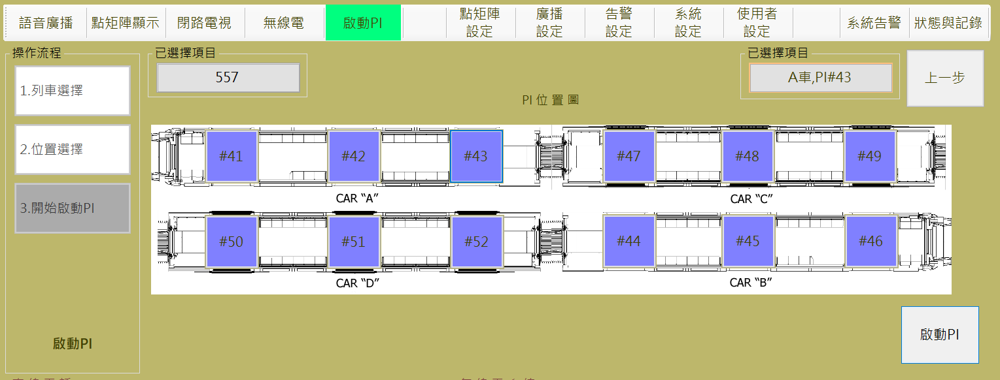 語音廣播
點矩陣顯示
閉路電視
無線電
啟動PI
點矩陣
設定
廣播
設定
告警
設定
系統
設定
使用者
設定
系統告警
狀態與記錄
操作流程
1.列車選擇
2.位置選擇
3.開始啟動PI
啟動PI
已選擇項目
557
PI 位 置 圖
已選擇項目
A車,PI#43
上一步
#41
#42
#43
#47
#48
#49
CAR “A”
CAR “C”
#50
#51
#52
#44
#45
#46
CAR “D”
CAR “B”
啟動PI